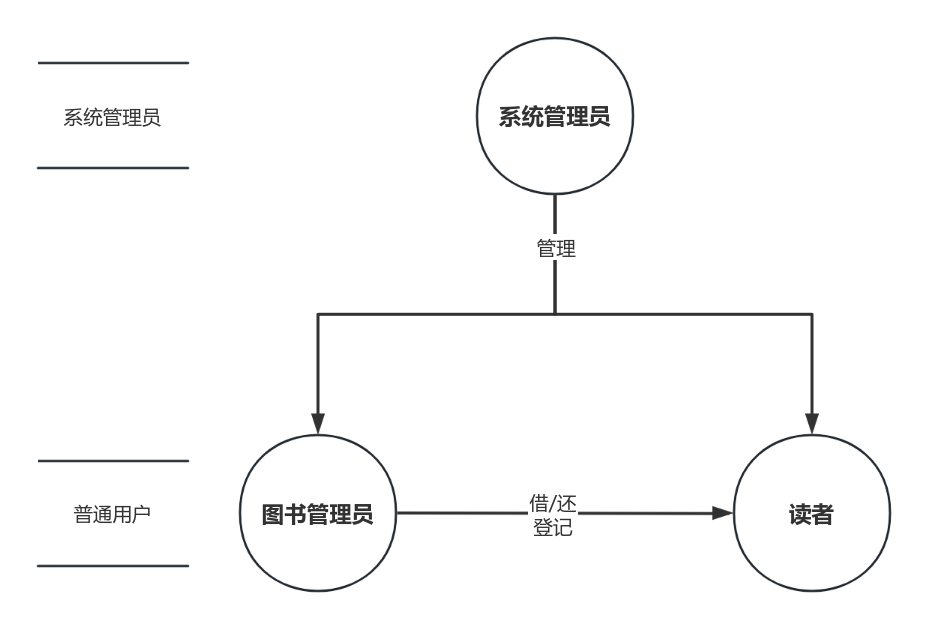 系统管理员
系统管理员
管理
普通用户
图书管理员
借/还
登记
读者